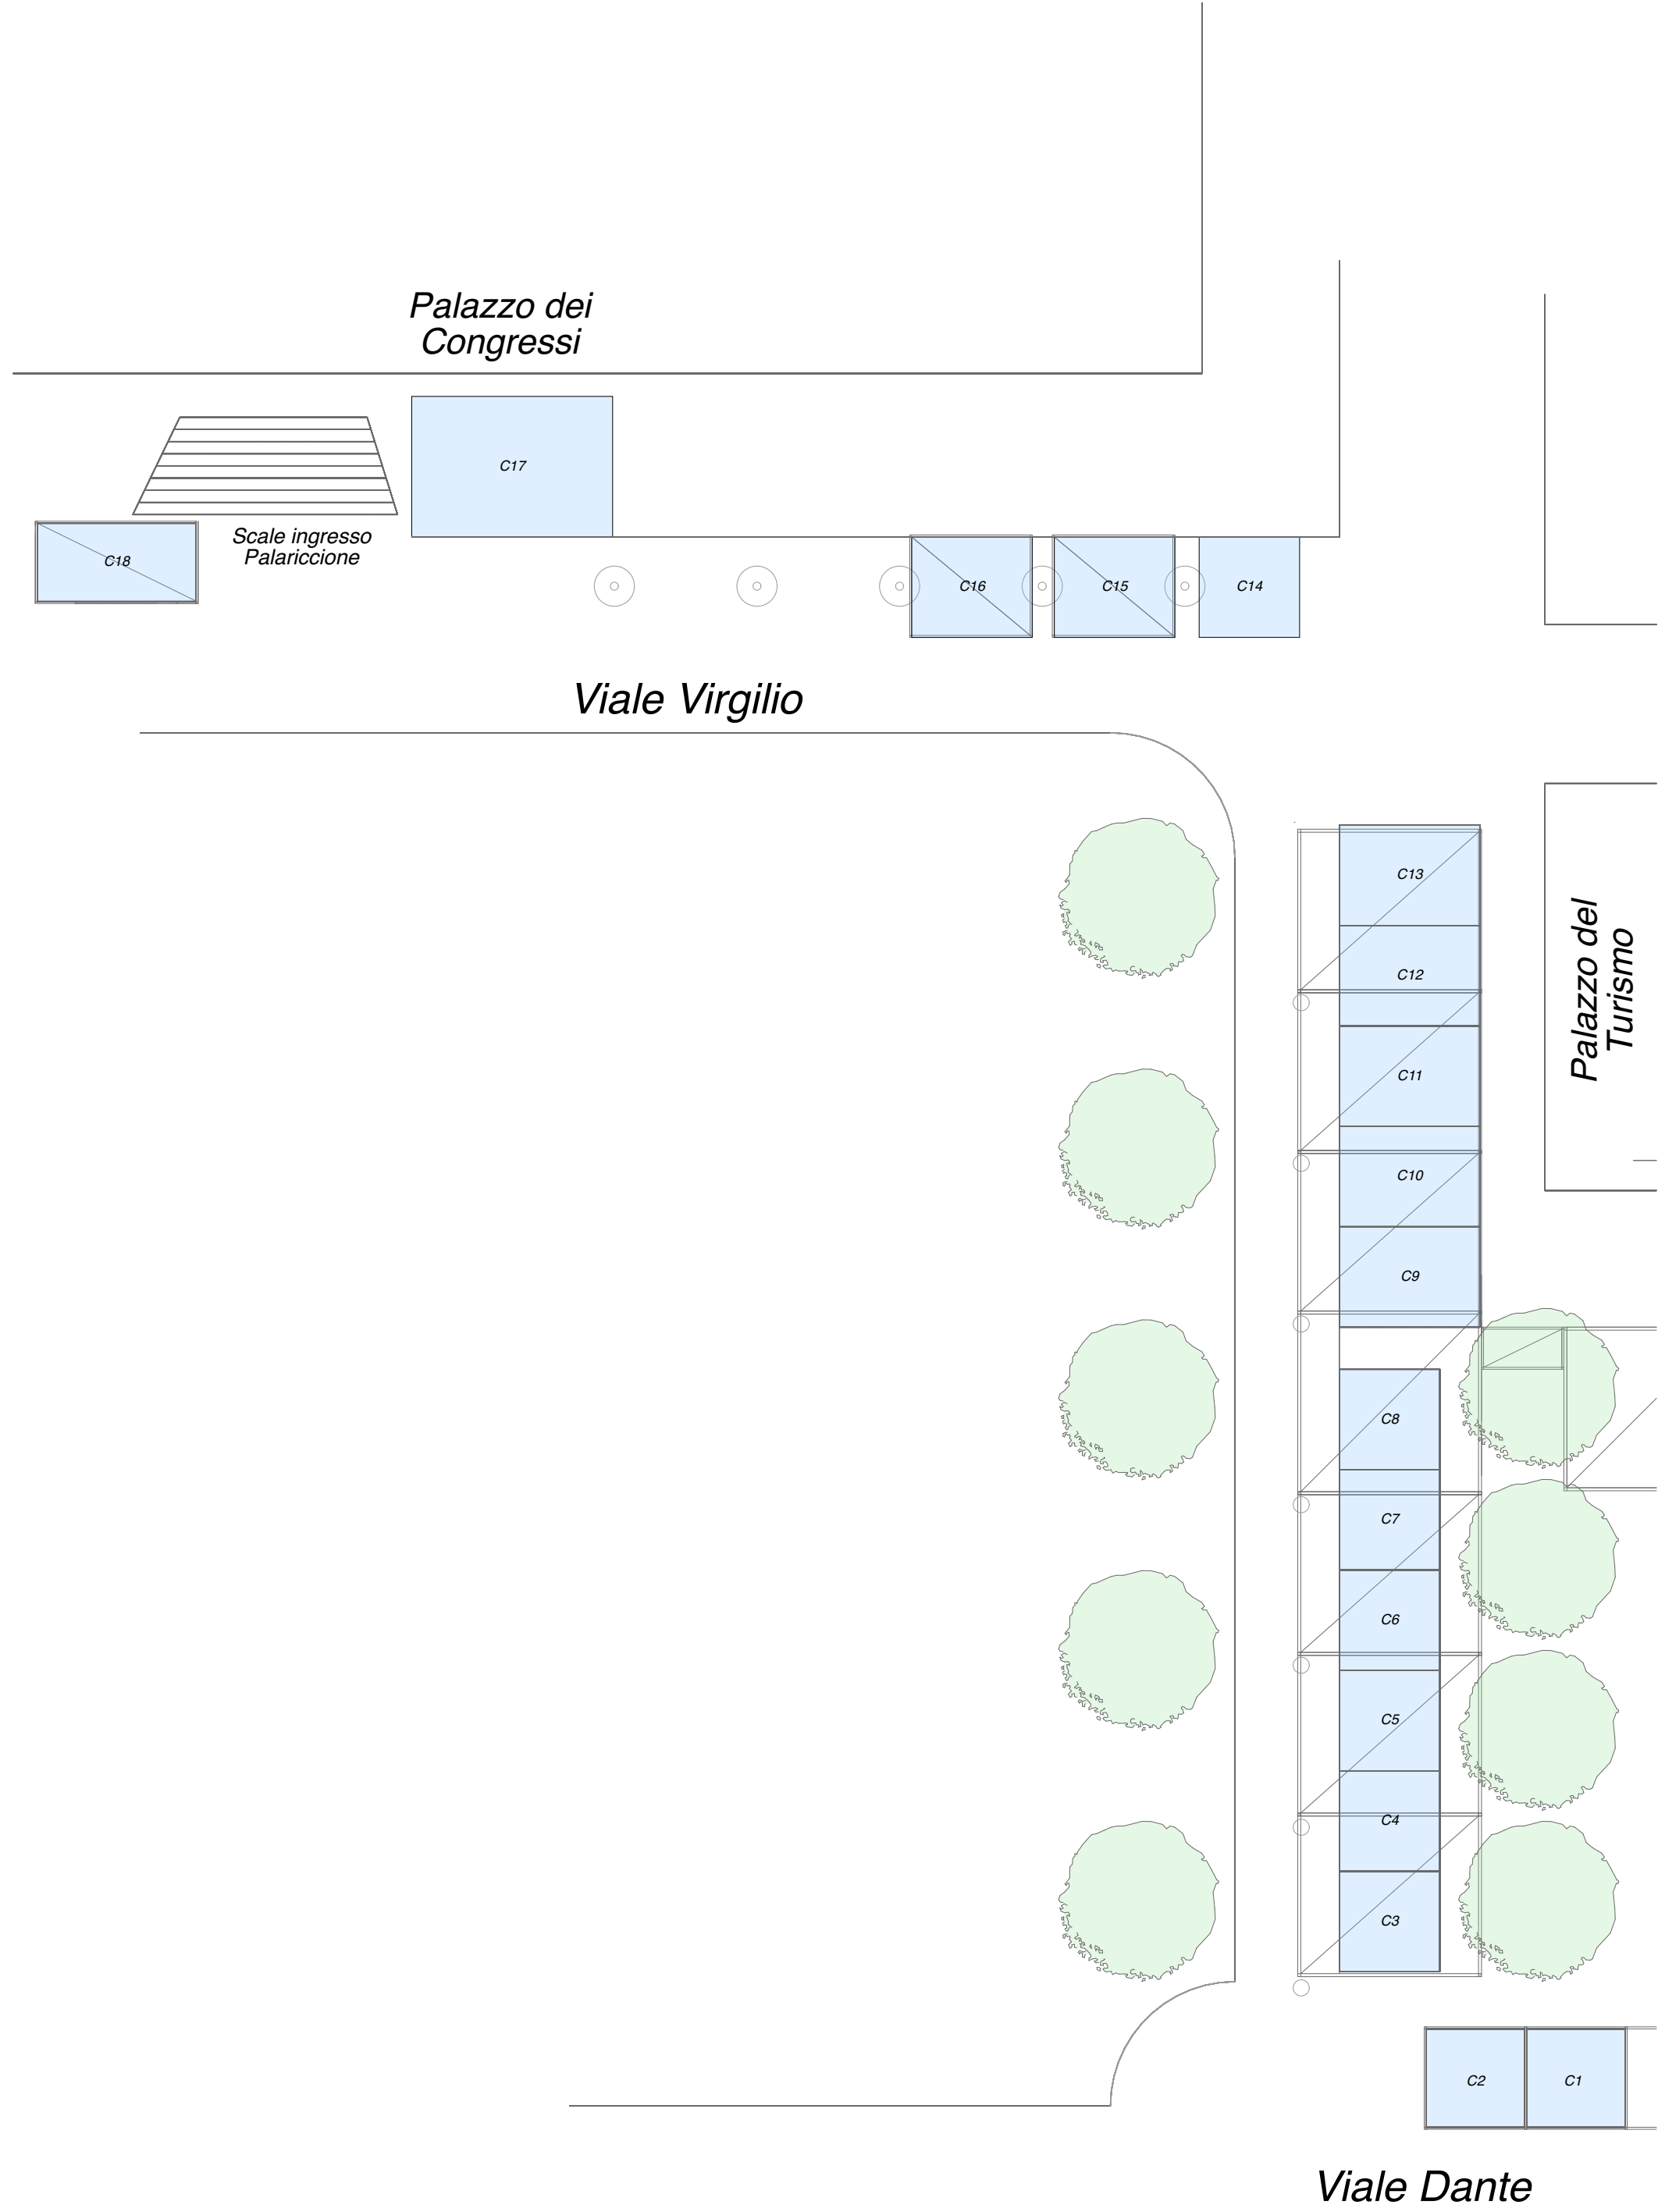 Palazzo dei
Congressi
C17
Scale ingresso
Palariccione
C18
C16
C15
C14
Viale Virgilio
C13
C12
C11
C10
C9
Palazzo del
Turismo
C8
C7
C6
C5
C4
C3
C2
C1
Viale Dante